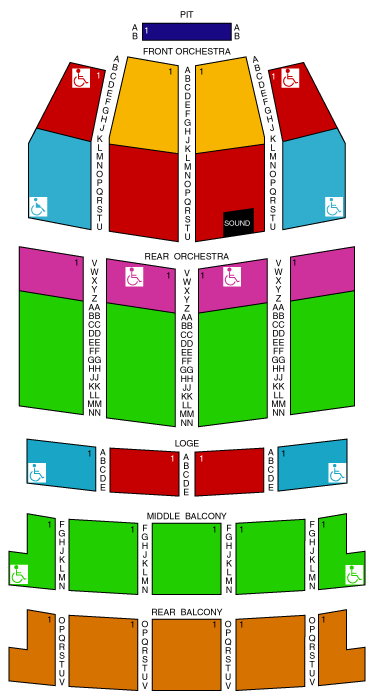 PIT
A 1 A
B B
FRONT ORCHESTRA
1 1 1 1
A A A
B B B
C C C
D D D
E E E
F F F
G G G
H H H
J J J
K K K
L L L
M M M
N N N
O O O
P P P
Q Q Q
R R R
S S S
T T T
U U U
SOUND
REAR ORCHESTRA
1 1 1 1
V V V
W W W
X X X
Y Y Y
Z Z Z
AA AA AA
BB BB BB
CC CC CC
DD DD DD
EE EE EE
FF FF FF
GG GG GG
HH HH HH
JJ JJ JJ
KK KK KK
LL LL LL
MM MM MM
NN NN NN
LOGE
1 1 1 1
A A A
B B B
C C C
D D D
E E E
MIDDLE BALCONY
1 1 1 1 1
F F F F
G G G G
H H H H
J J J J
K K K K
L L L L
M M M M
N N N N
REAR BALCONY
1 1 1 1 1
O O O O
P P P P
Q Q Q Q
R R R R
S S S S
T T T T
U U U U
V V V V